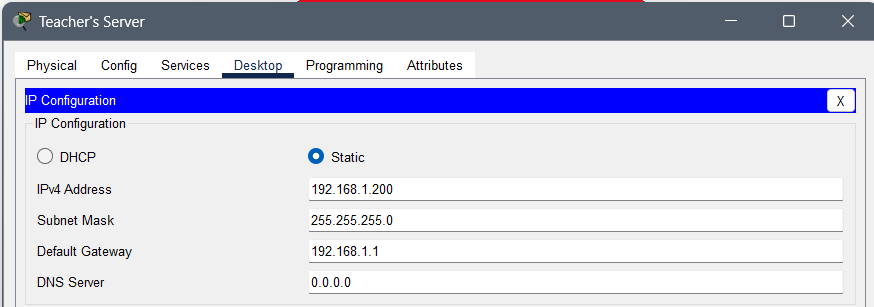 Teacher's Server
Physical Config Services Desktop Programming Attributes
IP Configuration X
IP Configuration
DHCP Static
IPv4 Address 192.168.1.200
Subnet Mask 255.255.255.0
Default Gateway 192.168.1.1
DNS Server 0.0.0.0